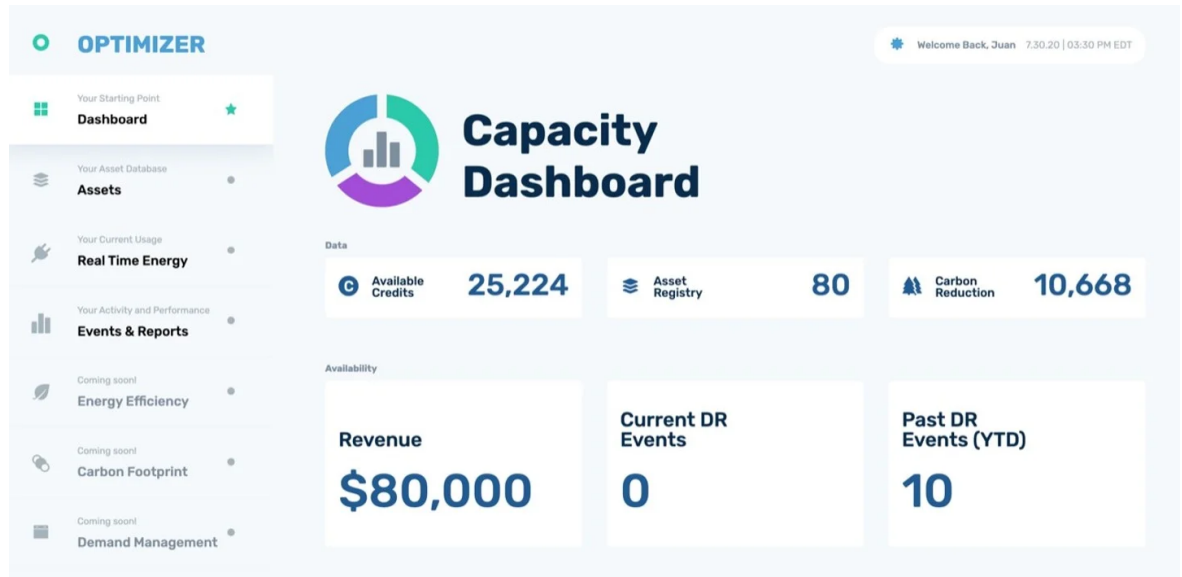 OPTIMIZER
Welcome Back, Juan 7.30.20 | 03:30 PM EDT
Your Starting Point
Dashboard
Your Asset Database
Assets
Your Current Usage
Real Time Energy
Your Activity and Performance
Events & Reports
Coming soon!
Energy Efficiency
Coming soon!
Carbon Footprint
Coming soon!
Demand Management
Capacity
Dashboard
Data
C
Available
Credits
25,224
Asset
Registry
80
Carbon
Reduction
10,668
Availability
Revenue
$80,000
Current DR
Events
0
Past DR
Events (YTD)
10